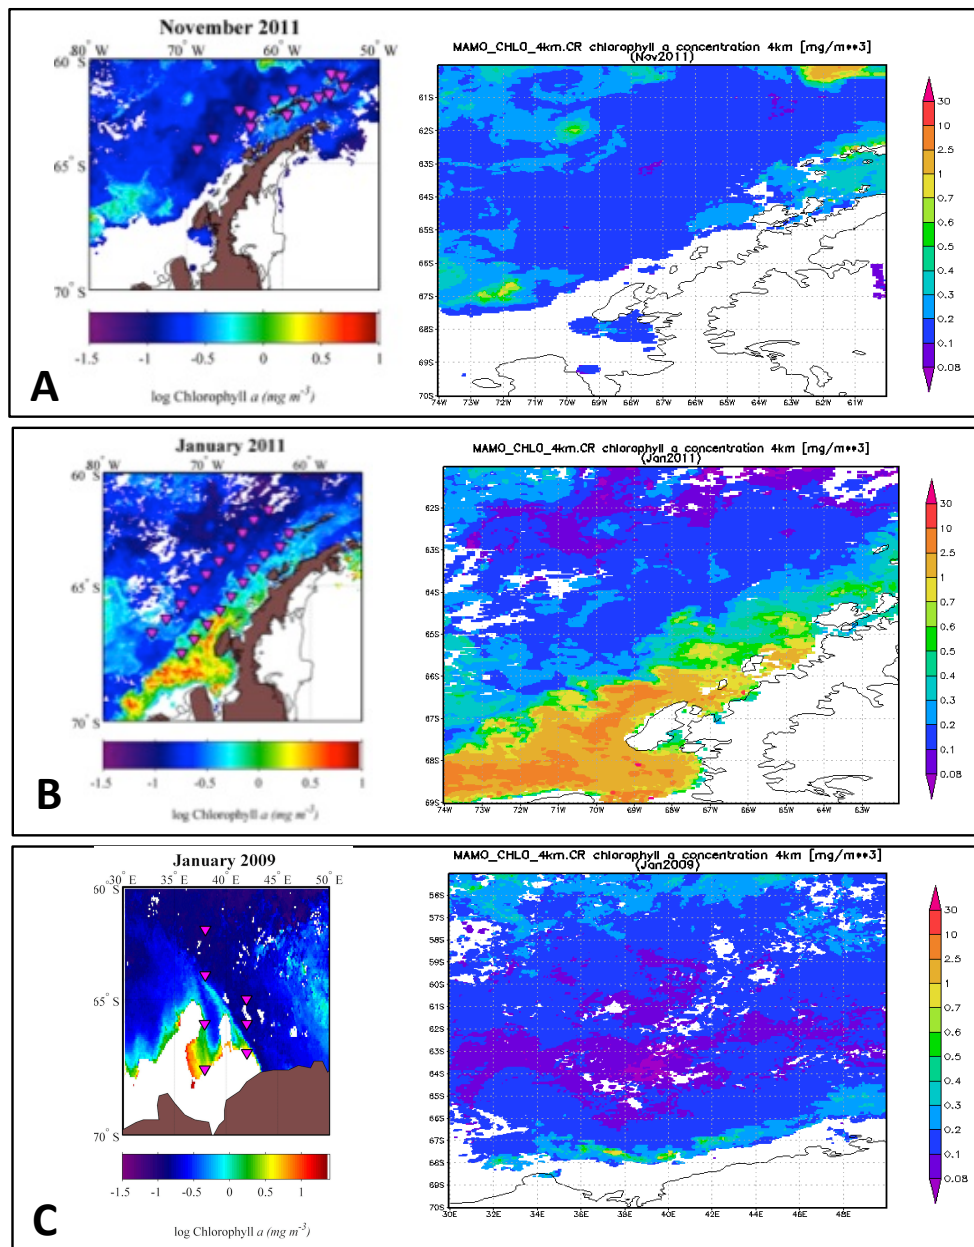 November 2011
80° W 70° W 60° W 50° W
60° S
65° S
70° S
-1.5 -1 -0.5 0 0.5 1
log Chlorophyll a (mg m-3)
A
MAMO_CHLO_4km.CR chlorophyll a concentration 4km [mg/m**3]
(Nov2011)
61S
62S
63S
64S
65S
66S
67S
68S
69S
70S
74W 73W 72W 71W 70W 69W 68W 67W 66W 65W 64W 63W 62W 61W
30
10
2.5
1
0.7
0.5
0.4
0.3
0.2
0.1
0.08
January 2011
80° W 70° W 60° W
60° S
65° S
70° S
-1.5 -1 -0.5 0 0.5 1
log Chlorophyll a (mg m-3)
B
MAMO_CHLO_4km.CR chlorophyll a concentration 4km [mg/m**3]
(Jan2011)
62S
63S
64S
65S
66S
67S
68S
69S
74W 73W 72W 71W 70W 69W 68W 67W 66W 65W 64W 63W
30
10
2.5
1
0.7
0.6
0.5
0.4
0.3
0.2
0.1
0.08
January 2009
30 E 35 E 40 E 45 E 50 E
60° S
65° S
70° S
-1.5 -1 -0.5 0 0.5 1 1.5
log Chlorophyll a (mg m-3)
C
MAMO_CHLO_4km.CR chlorophyll a concentration 4km [mg/m**3]
(Jan2009)
56S
57S
58S
59S
60S
61S
62S
63S
64S
65S
66S
67S
68S
69S
70S
30E 32E 34E 36E 38E 40E 42E 44E 46E 48E
30
10
2.5
1
0.7
0.6
0.5
0.4
0.3
0.2
0.1
0.08